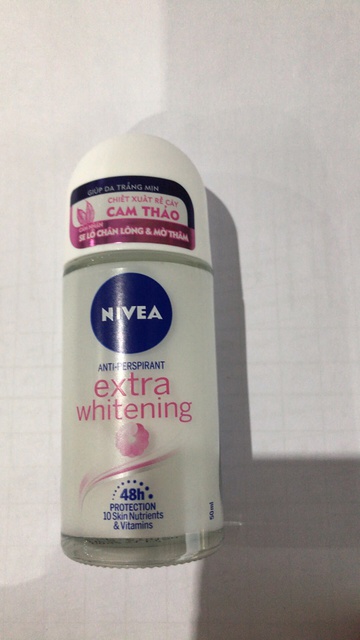 GIÚP DA TRẮNG MỊN
CHIẾT XUẤT RỄ CÂY
CAM THẢO
SE LỖ CHÂN LÔNG & MỜ THÂM
NIVEA
ANTI-PERSPIRANT
extra
whitening
48h
PROTECTION
10 Skin Nutrients
& Vitamins
50ml